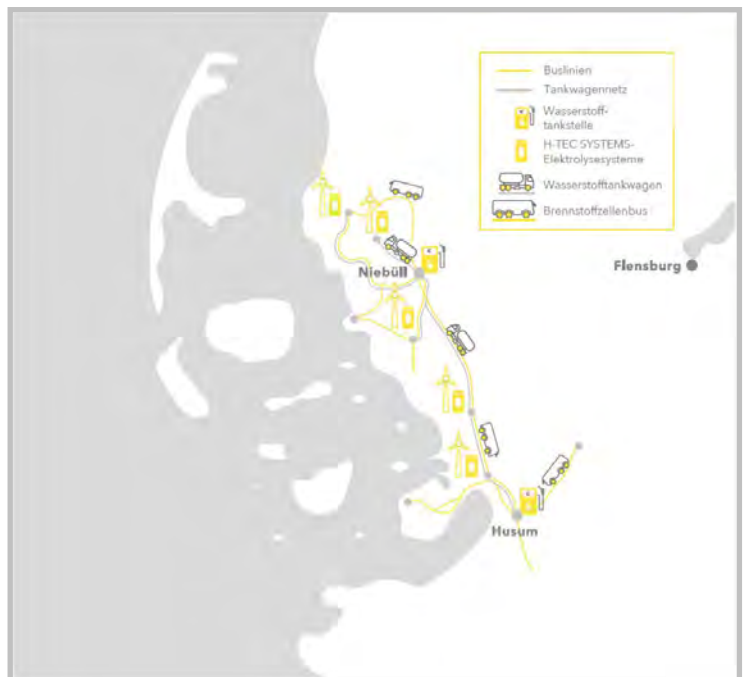 Buslinien
Tankwagennetz
Wasserstoff-
tankstelle
H-TEC SYSTEMS-
Elektrolysesysteme
Wasserstofftankwagen
Brennstoffzellenbus
Flensburg
Niebüll
Husum